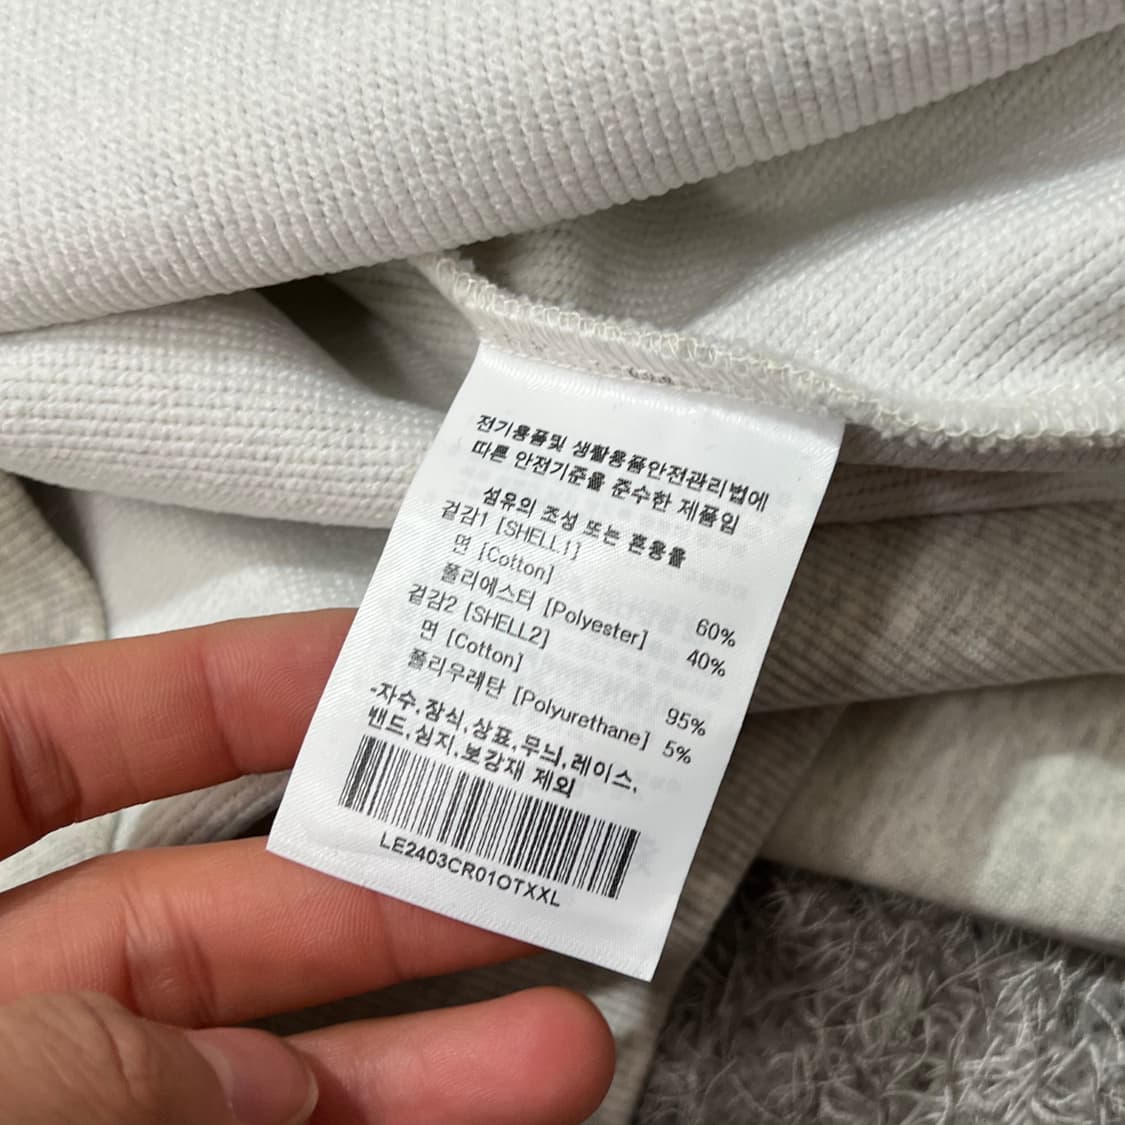 전기용품및 생활용품안전관리법에
따른 안전기준을 준수한 제품임
섬유의 조성 또는 혼용율
겉감1 [SHELL1]
면 [Cotton] 60%
폴리에스터 [Polyester] 40%
겉감2 [SHELL2]
면 [Cotton] 95%
폴리우레탄 [Polyurethane] 5%
-자수,장식,상표,무늬,레이스,
밴드,심지,보강재 제외
LE2403CR01OTXXL